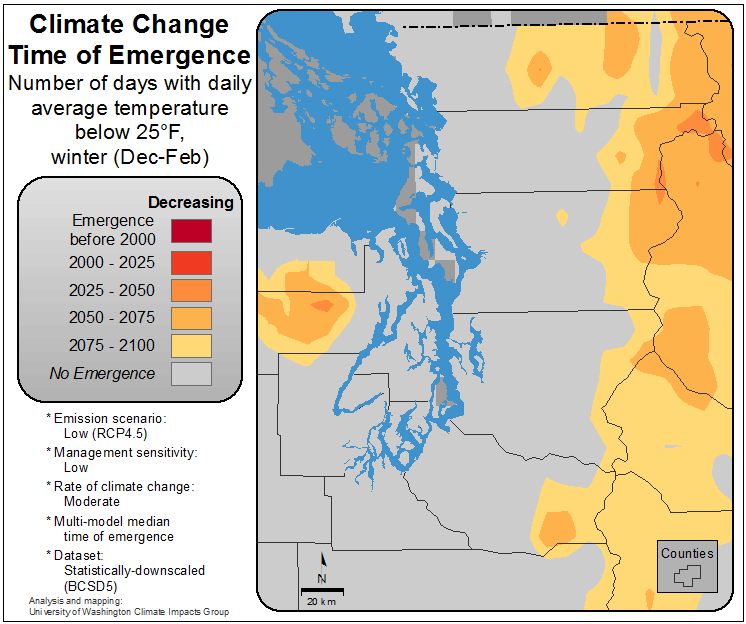 Climate Change
Time of Emergence
Number of days with daily
average temperature
below 25°F,
winter (Dec-Feb)
Decreasing
Emergence
before 2000
2000 - 2025
2025 - 2050
2050 - 2075
2075 - 2100
No Emergence
* Emission scenario:
Low (RCP4.5)
* Management sensitivity:
Low
* Rate of climate change:
Moderate
* Multi-model median
time of emergence
* Dataset:
Statistically-downscaled
(BCSD5)
Analysis and mapping:
University of Washington Climate Impacts Group
N
20 km
Counties